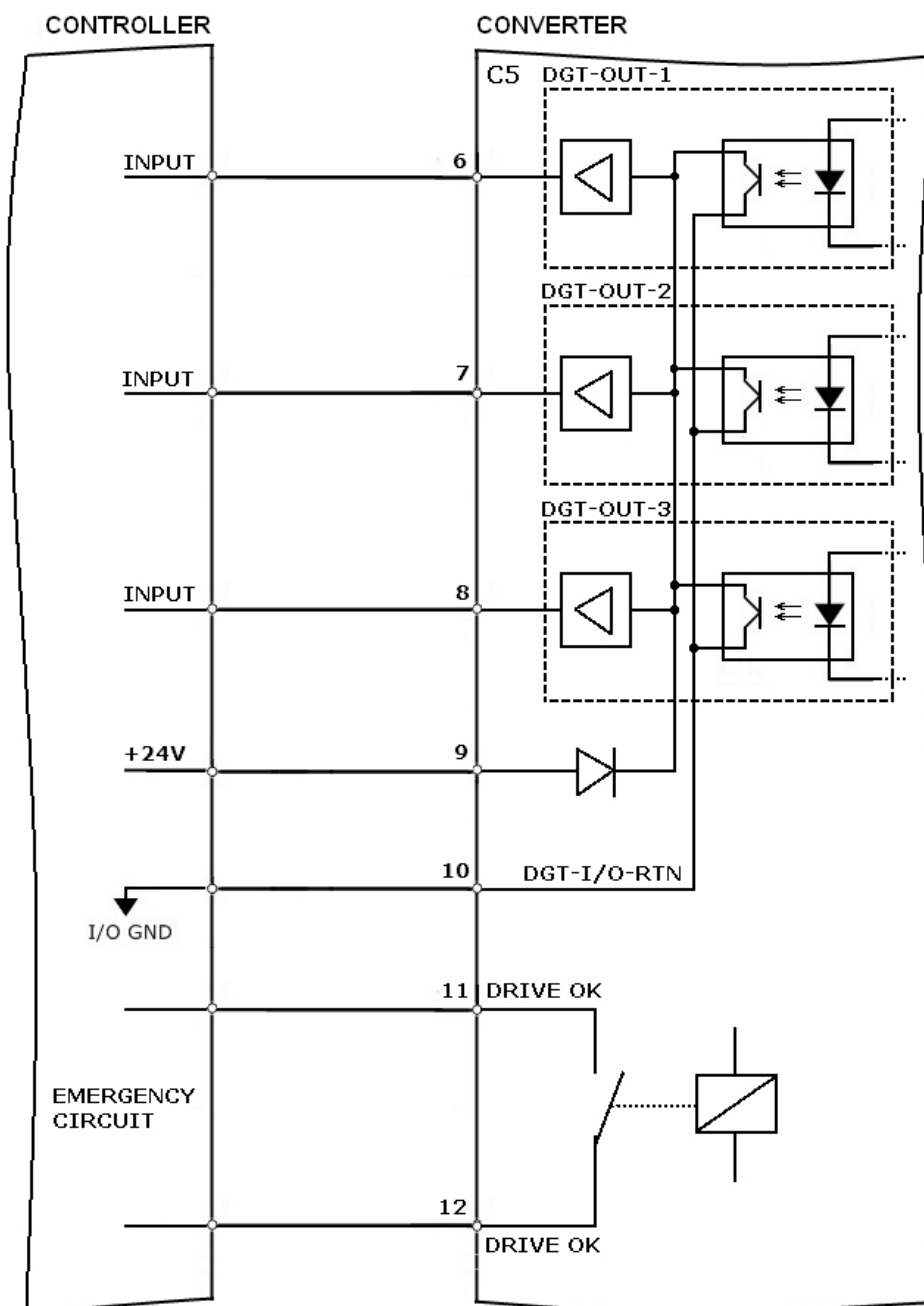 CONTROLLER
CONVERTER
C5
DGT-OUT-1
INPUT
6
DGT-OUT-2
INPUT
7
DGT-OUT-3
INPUT
8
+24V
9
10
DGT-I/O-RTN
I/O GND
11
DRIVE OK
EMERGENCY
CIRCUIT
12
DRIVE OK